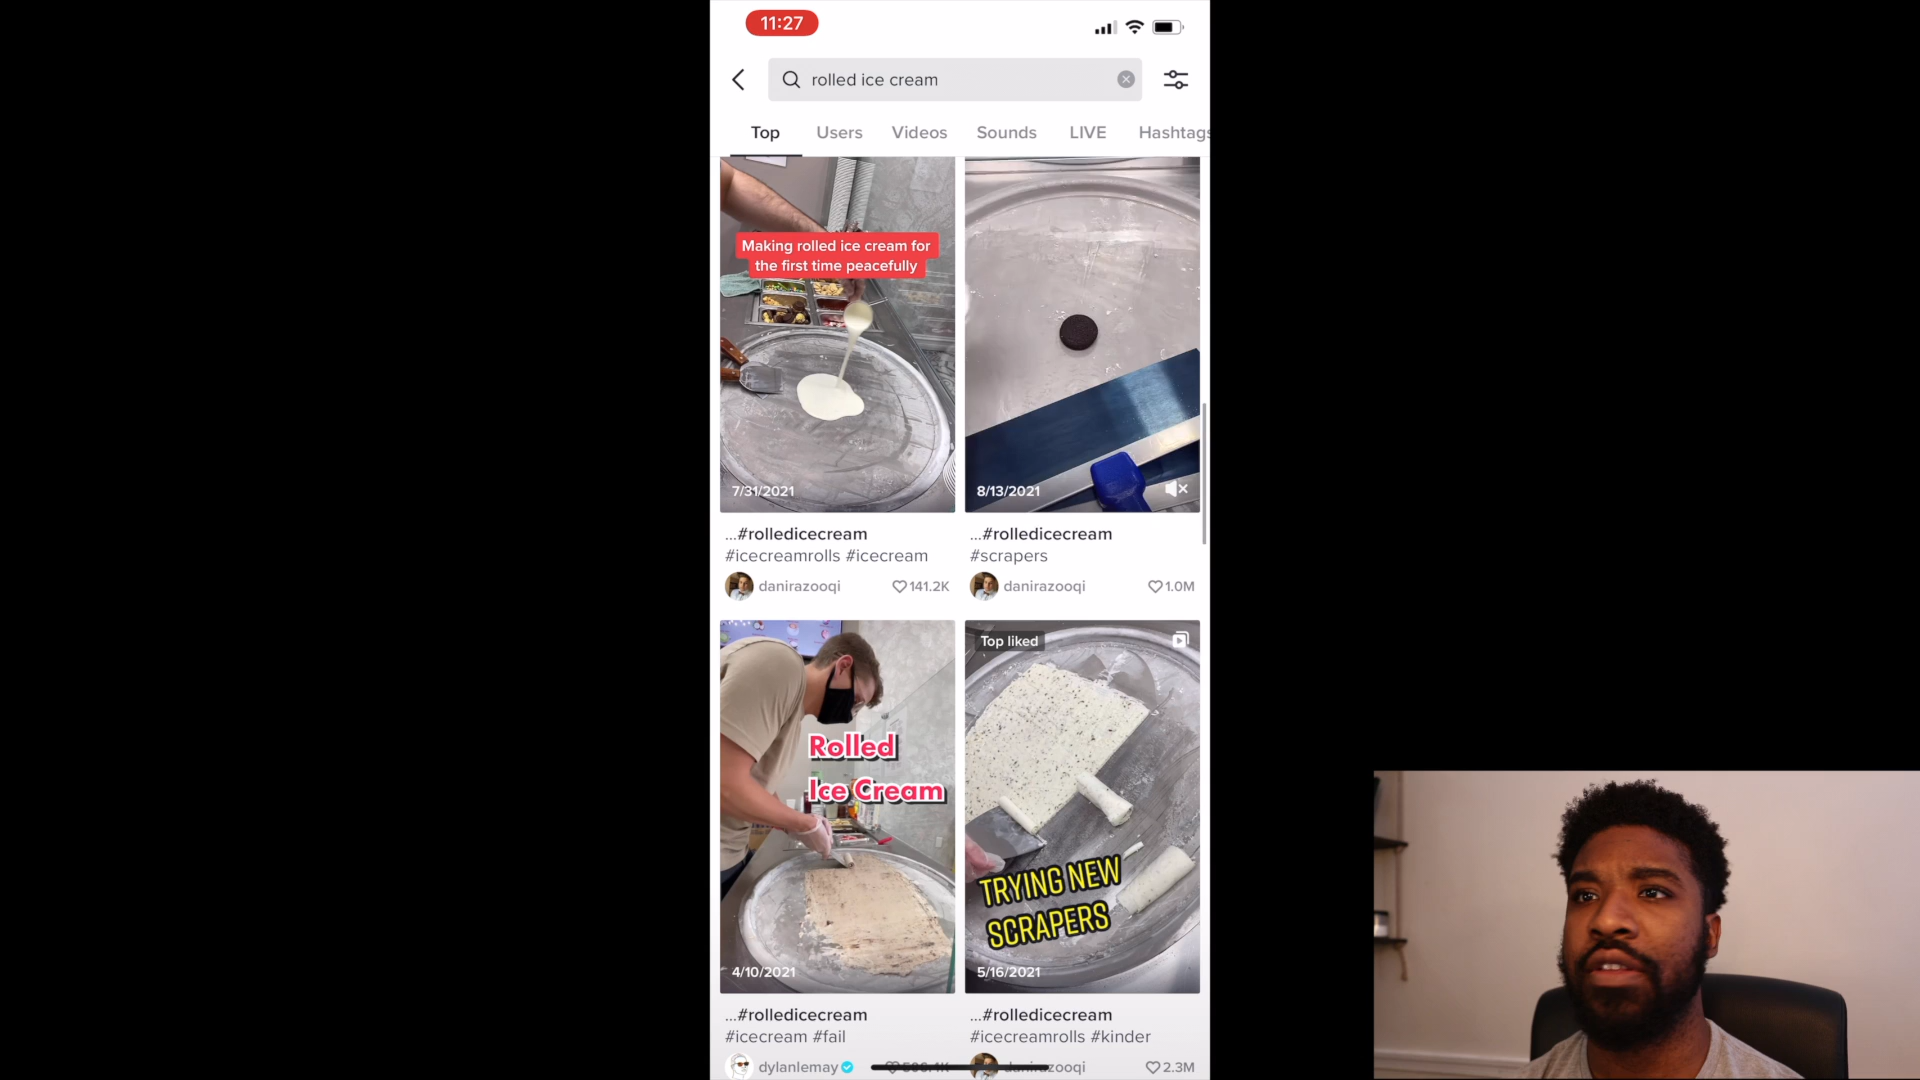 11:27
rolled ice cream
Top Users Videos Sounds LIVE Hashtags
Making rolled ice cream for
the first time peacefully
7/31/2021
8/13/2021
...#rolledicecream
#icecreamrolls #icecream
danirazooqi 141.2K
...#rolledicecream
#scrapers
danirazooqi 1.0M
Rolled
Ice Cream
4/10/2021
Top liked
TRYING NEW
SCRAPERS
5/16/2021
...#rolledicecream
#icecream #fail
dylanlemay
...#rolledicecream
#icecreamrolls #kinder
2.3M